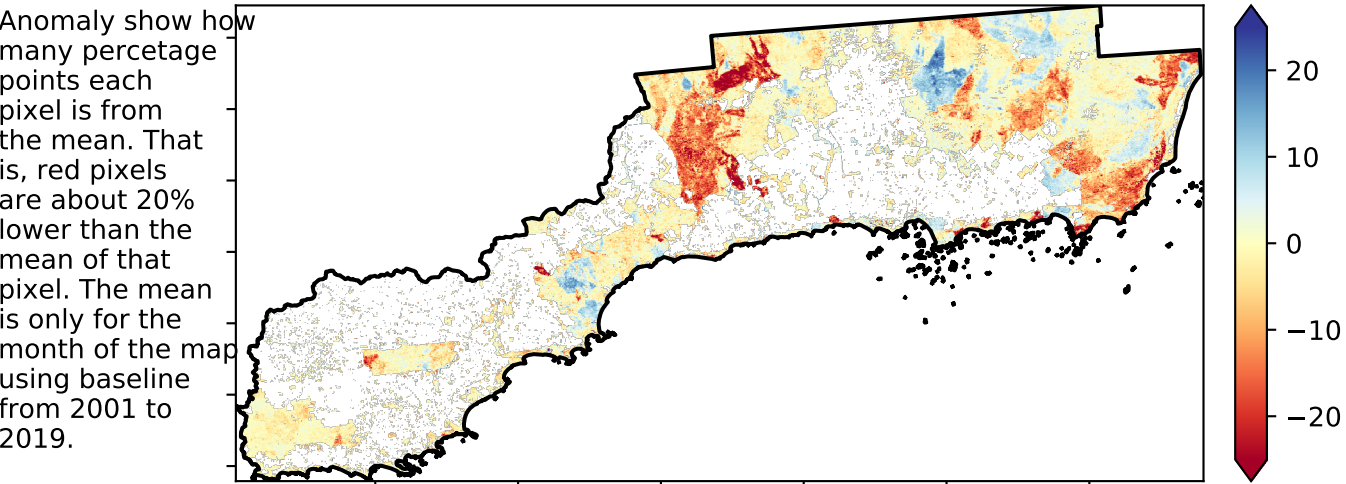 Anomaly show how
many percetage
points each
pixel is from
the mean. That
is, red pixels
are about 20%
lower than the
mean of that
pixel. The mean
is only for the
month of the map
using baseline
from 2001 to
2019.
20
10
0
−10
−20